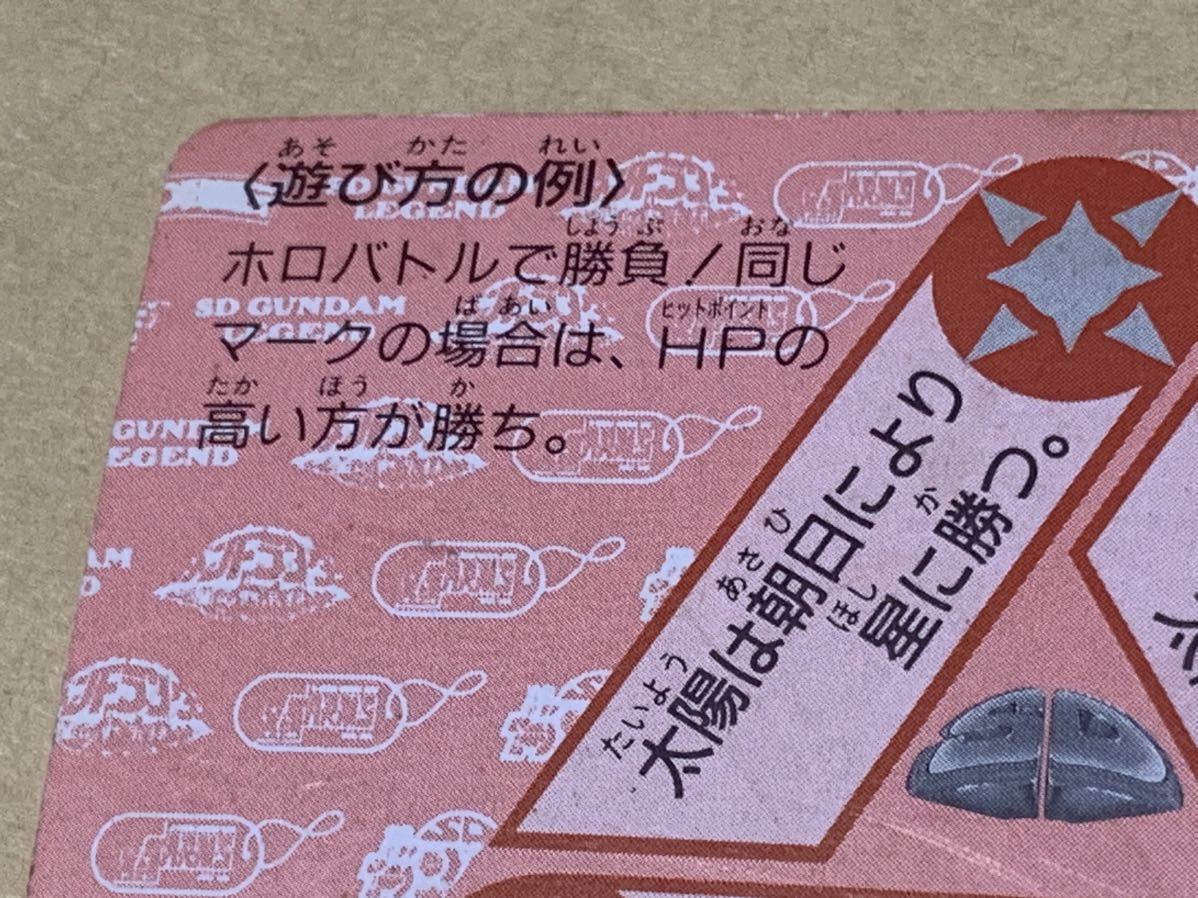 〈遊び方の例〉
ホロバトルで勝負！同じ
マークの場合は、HPの
高い方が勝ち。
太陽は朝日により
星に勝つ。
SD GUNDAM
LEGEND